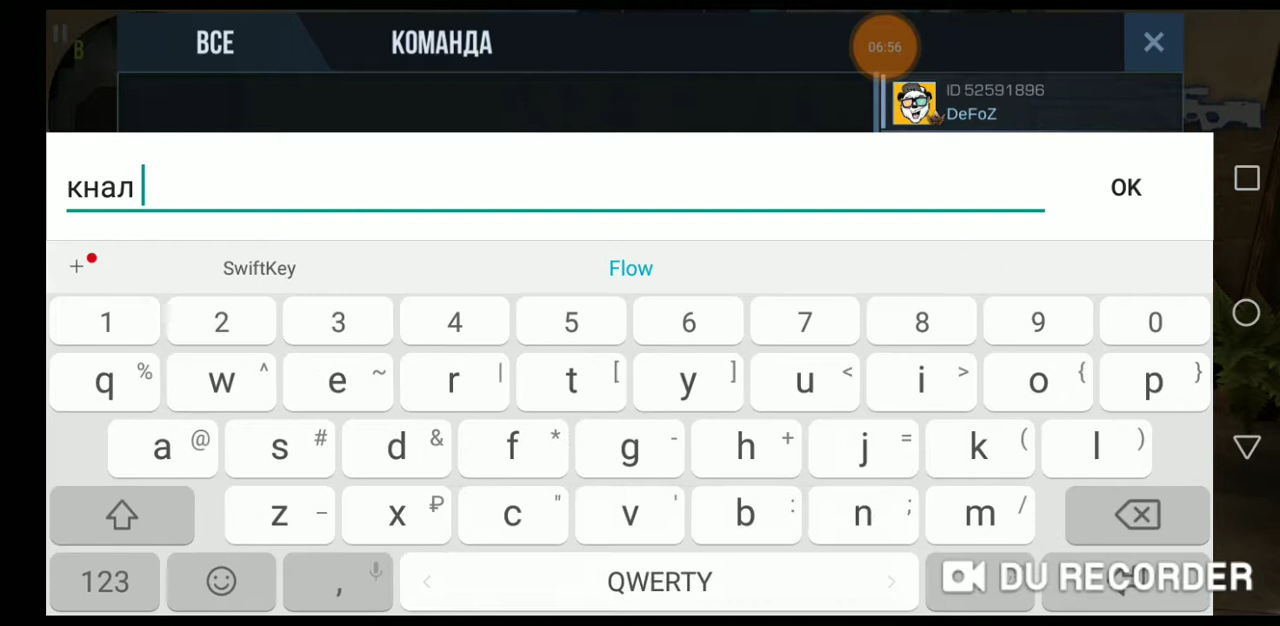 B
ВСЕ КОМАНДА 06:56 ×
ID 52591896
DeFoZ
кнал OK
+ SwiftKey Flow
1 2 3 4 5 6 7 8 9 0
q % w ^ e ~ r | t [ y ] u < i > o { p }
a @ s # d & f * g - h + j = k ( l )
z _ x ₽ c " v ' b : n ; m /
123 , < QWERTY >
DU RECORDER